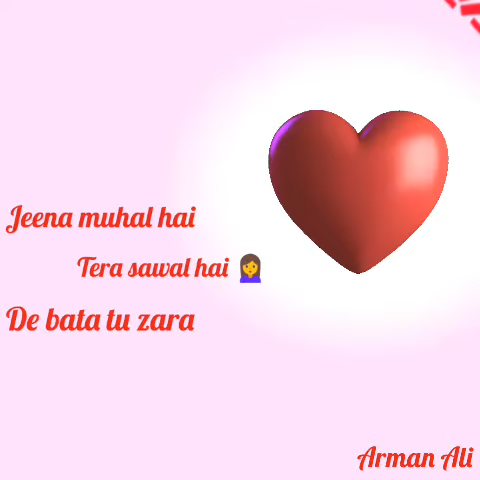 Jeena muhal hai
Tera sawal hai 🙍‍♀️
De bata tu zara
Arman Ali